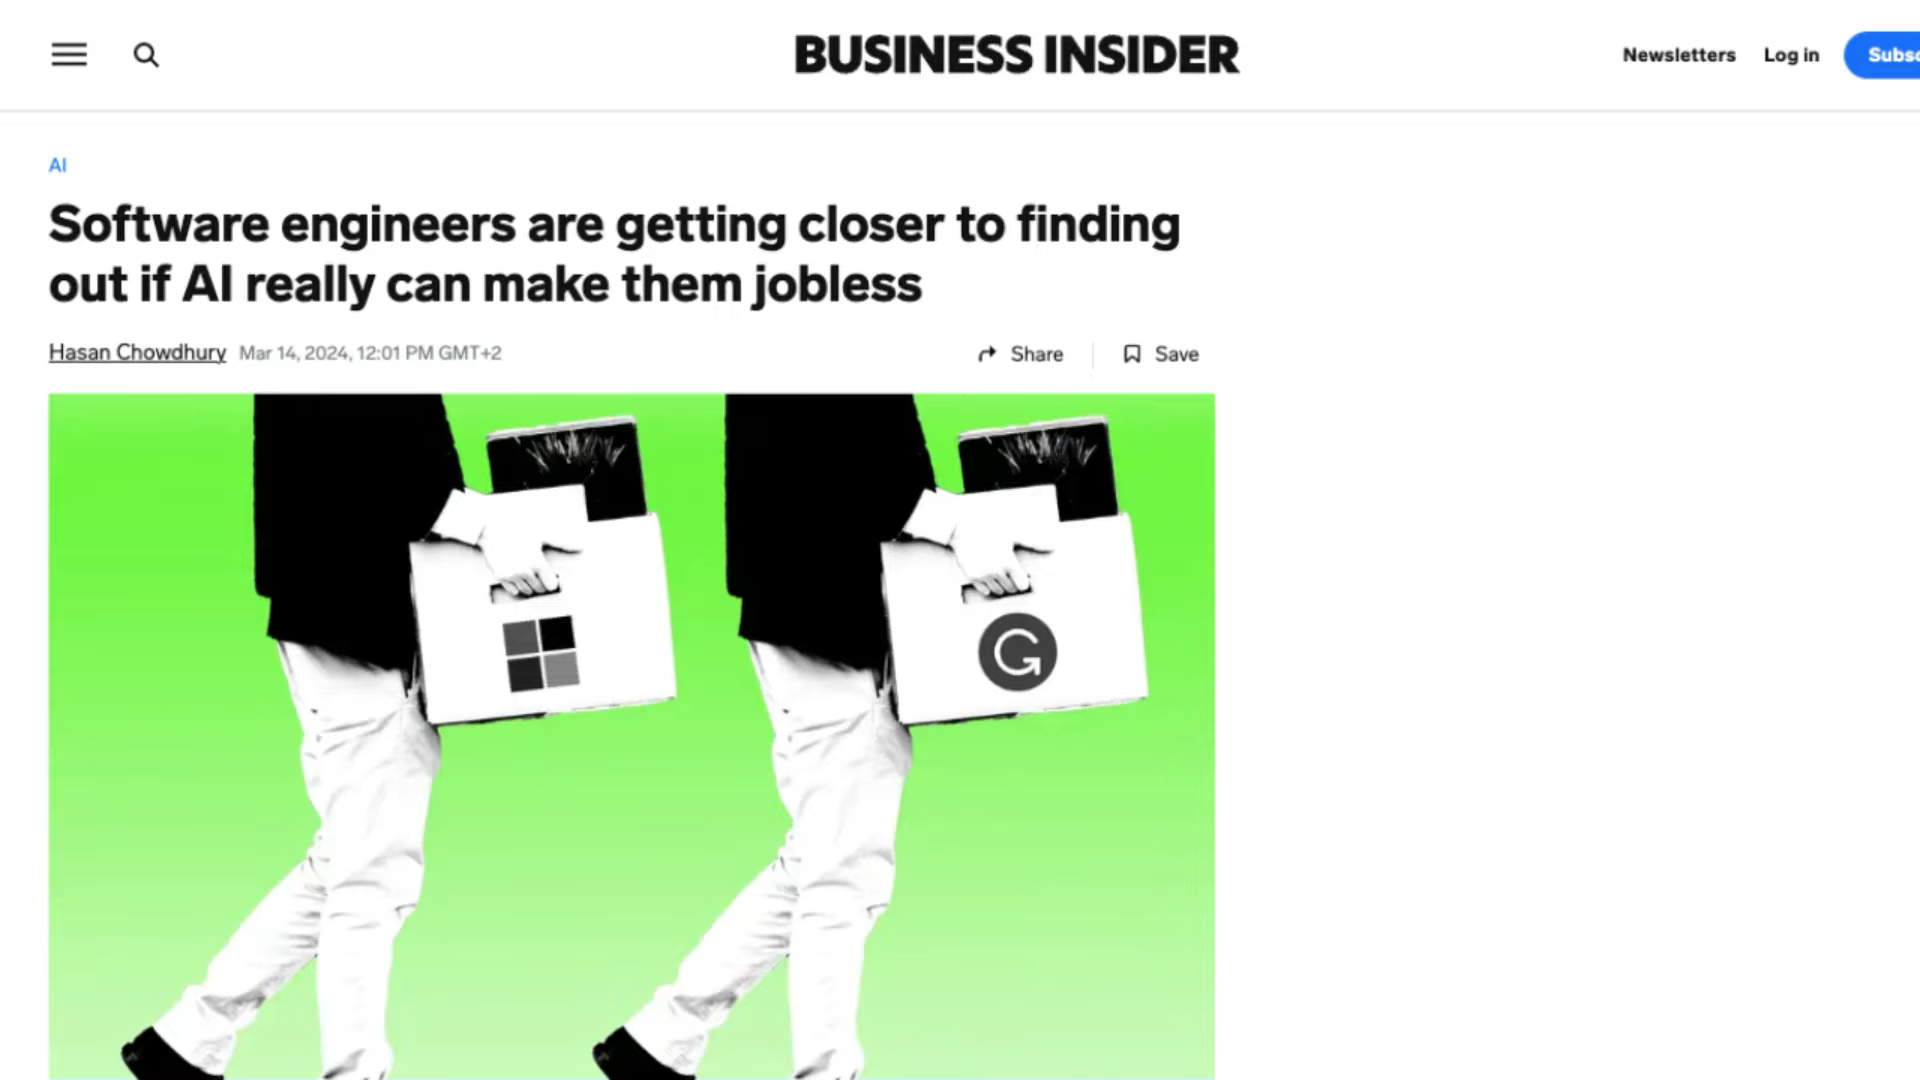 BUSINESS INSIDER
Newsletters
Log in
Subsc
AI
Software engineers are getting closer to finding
out if AI really can make them jobless
Hasan Chowdhury Mar 14, 2024, 12:01 PM GMT+2
Share
Save